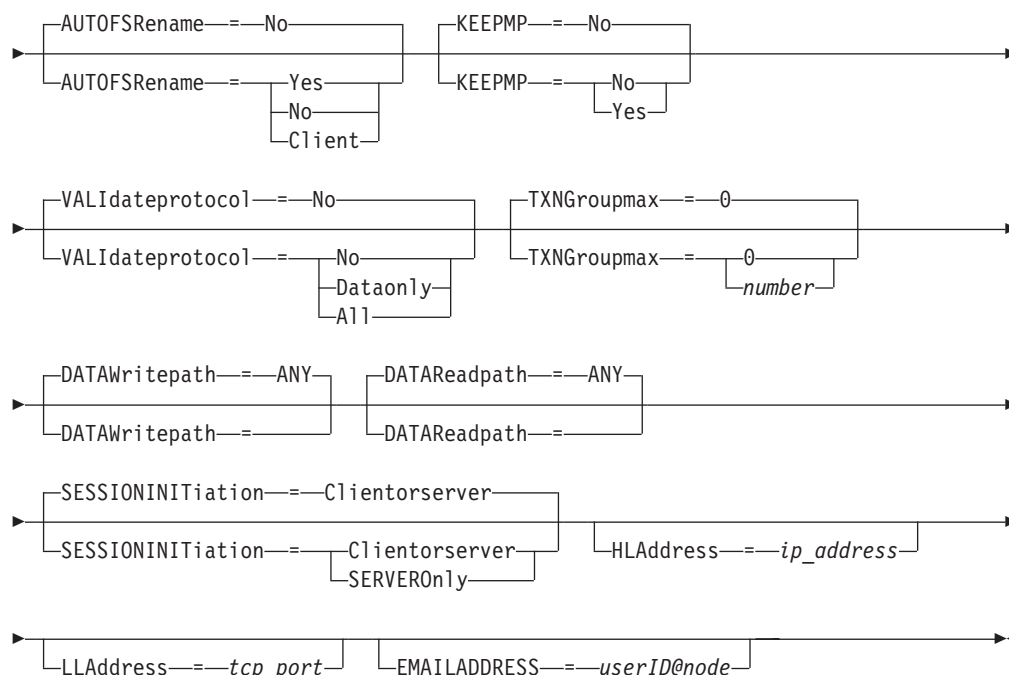 AUTOFSRename = No KEEPMP = No
AUTOFSRename = Yes KEEPMP = No
No Yes
Client
VALIdateprotocol = No TXNGroupmax = 0
VALIdateprotocol = No TXNGroupmax = 0
Dataonly number
All
DATAWritepath = ANY DATAReadpath = ANY
DATAWritepath = DATAReadpath =
SESSIONINITiation = Clientorserver
SESSIONINITiation = Clientorserver HLAddress = ip_address
SERVEROnly
LLAddress = tcp_port EMAILADDRESS = userID@node